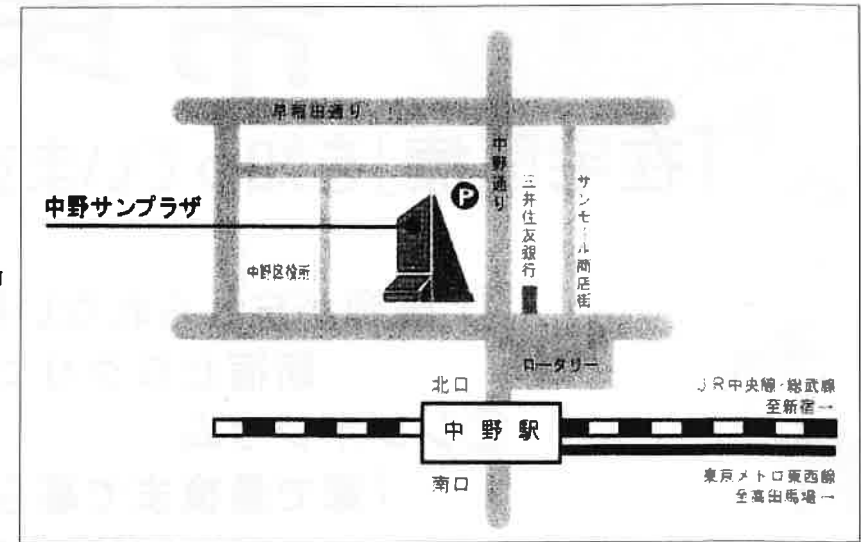 早稲田通り
中野通り
P
三井住友銀行
サンモール商店街
中野サンプラザ
中野区役所
ロータリー
北口
JR中央線・総武線
至新宿→
中野駅
南口
東京メトロ東西線
至高田馬場→